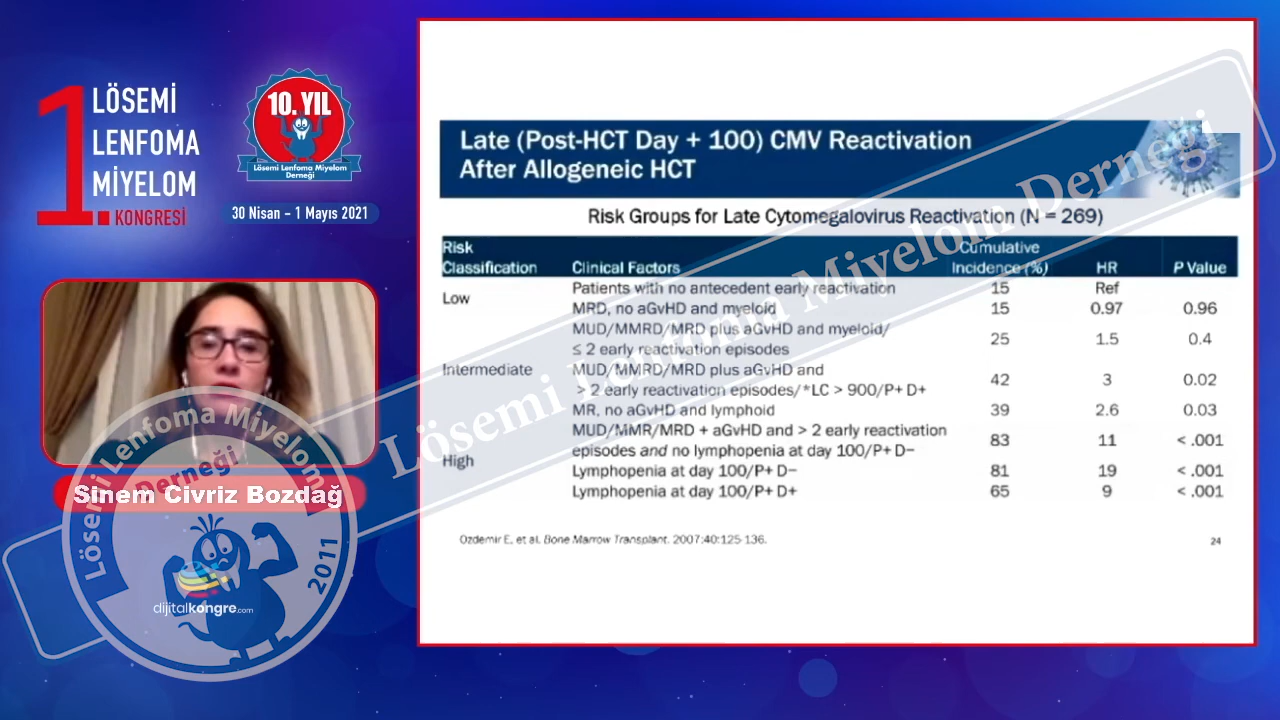 1.
LÖSEMİ
LENFOMA
MİYELOM
KONGRESİ
10. YIL
Lösemi Lenfoma Miyelom
Derneği
30 Nisan - 1 Mayıs 2021
Sinem Civriz Bozdağ
Lösemi Lenfoma Miyelom
Derneği
2011
dijitalkongre.com
Lösemi Lenfoma Miyelom Derneği
Late (Post-HCT Day + 100) CMV Reactivation
After Allogeneic HCT
Risk Groups for Late Cytomegalovirus Reactivation (N = 269)
Risk Classification Clinical Factors Cumulative Incidence (%) HR P Value
Low Patients with no antecedent early reactivation 15 Ref
MRD, no aGvHD and myeloid 15 0.97 0.96
Intermediate MUD/MMRD/MRD plus aGvHD and myeloid/
≤ 2 early reactivation episodes 25 1.5 0.4
MUD/MMRD/MRD plus aGvHD and
> 2 early reactivation episodes/*LC > 900/P+ D+ 42 3 0.02
MR, no aGvHD and lymphoid 39 2.6 0.03
High MUD/MMR/MRD + aGvHD and > 2 early reactivation
episodes and no lymphopenia at day 100/P+ D− 83 11 < .001
Lymphopenia at day 100/P+ D− 81 19 < .001
Lymphopenia at day 100/P+ D+ 65 9 < .001
Ozdemir E, et al. Bone Marrow Transplant. 2007;40:125-136.
24